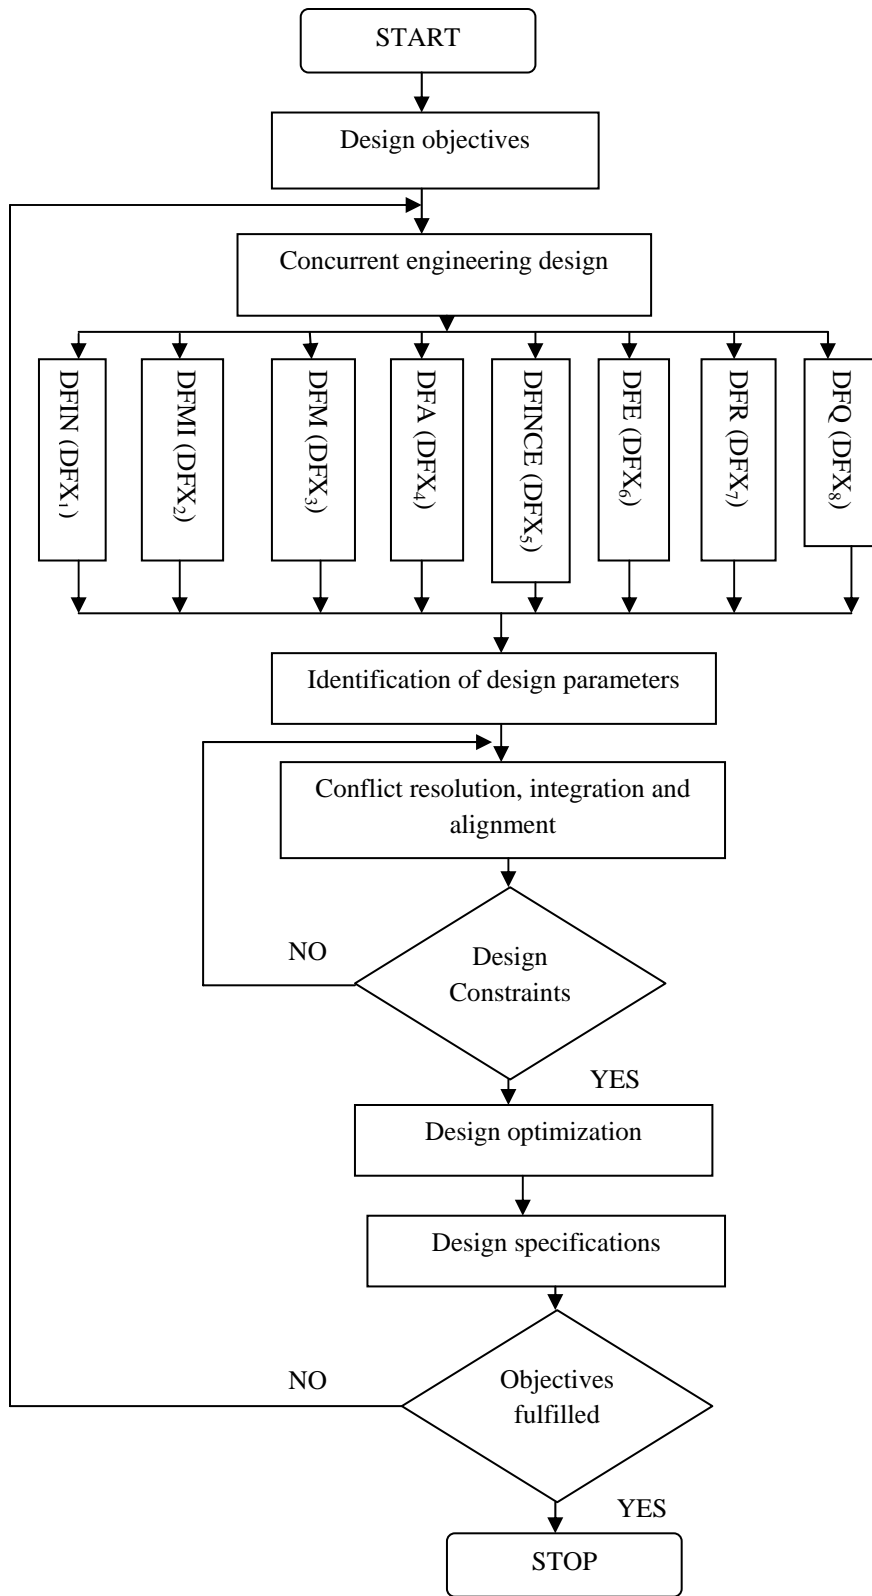 START
Design objectives
Concurrent engineering design
DFIN (DFX₁)
DFMI (DFX₂)
DFM (DFX₃)
DFA (DFX₄)
DFINCE (DFX₅)
DFE (DFX₆)
DFR (DFX₇)
DFQ (DFX₈)
Identification of design parameters
Conflict resolution, integration and
alignment
NO
Design
Constraints
YES
Design optimization
Design specifications
NO
Objectives
fulfilled
YES
STOP